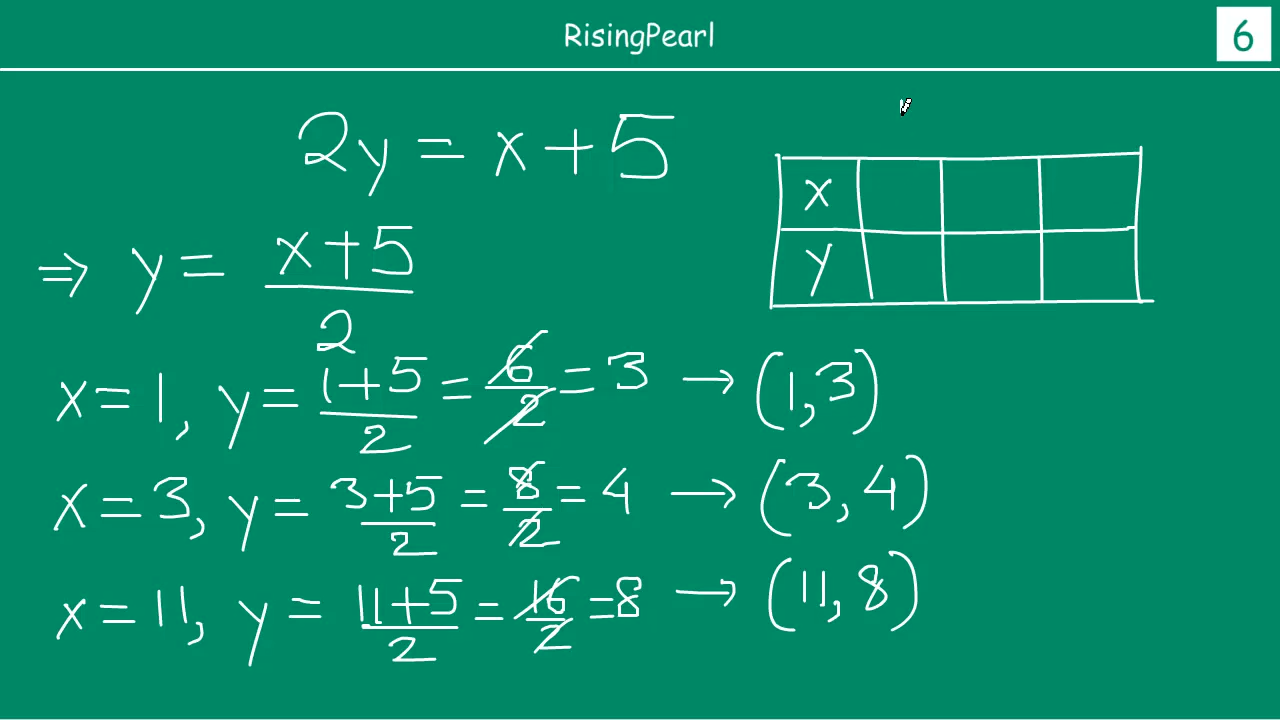 RisingPearl
6
2y = x + 5
x
⇒ y = (x + 5)/2
y
x = 1, y = (1 + 5)/2 = 6/2 = 3 → (1, 3)
x = 3, y = (3 + 5)/2 = 8/2 = 4 → (3, 4)
x = 11, y = (11 + 5)/2 = 16/2 = 8 → (11, 8)